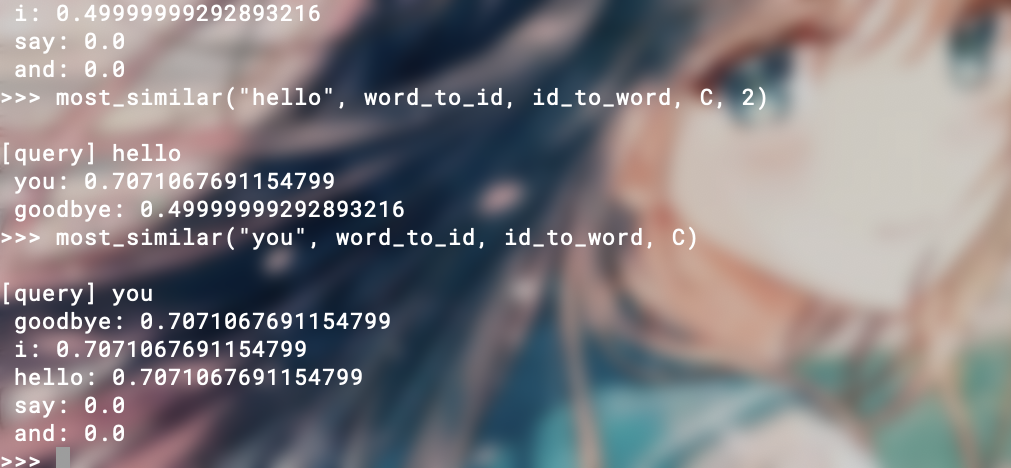 i: 0.49999999292893216
say: 0.0
and: 0.0
>>> most_similar("hello", word_to_id, id_to_word, C, 2)
[query] hello
you: 0.7071067691154799
goodbye: 0.49999999292893216
>>> most_similar("you", word_to_id, id_to_word, C)
[query] you
goodbye: 0.7071067691154799
i: 0.7071067691154799
hello: 0.7071067691154799
say: 0.0
and: 0.0
>>>